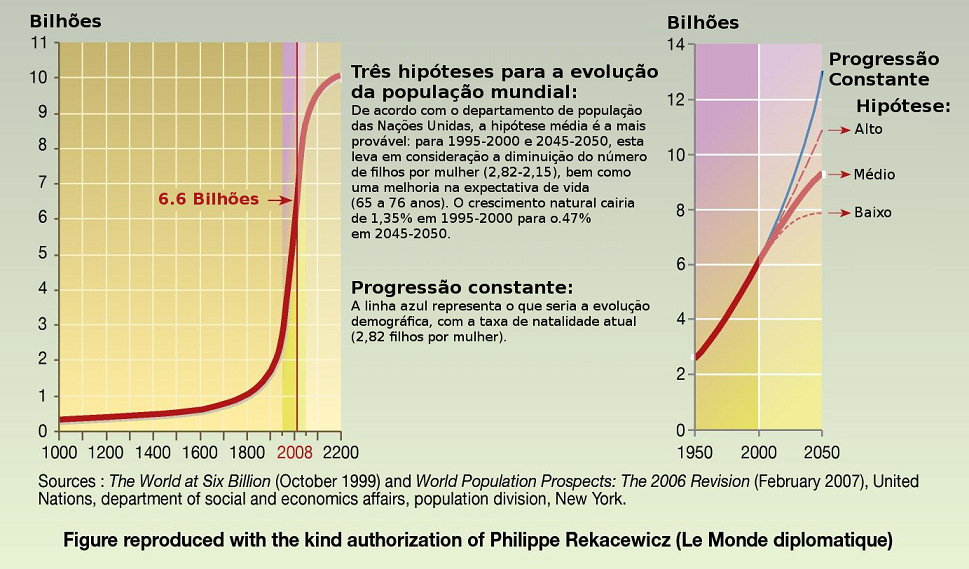 Bilhões
11
10
9
8
7
6
5
4
3
2
1
0
6.6 Bilhões
1000 1200 1400 1600 1800 2008 2200
Três hipóteses para a evolução
da população mundial:
De acordo com o departamento de população
das Nações Unidas, a hipótese média é a mais
provável: para 1995-2000 e 2045-2050, esta
leva em consideração a diminuição do número
de filhos por mulher (2,82-2,15), bem como
uma melhoria na expectativa de vida
(65 a 76 anos). O crescimento natural cairia
de 1,35% em 1995-2000 para o.47%
em 2045-2050.
Progressão constante:
A linha azul representa o que seria a evolução
demográfica, com a taxa de natalidade atual
(2,82 filhos por mulher).
Bilhões
14
12
10
8
6
4
2
0
1950 2000 2050
Progressão
Constante
Hipótese:
Alto
Médio
Baixo
Sources : The World at Six Billion (October 1999) and World Population Prospects: The 2006 Revision (February 2007), United
Nations, department of social and economics affairs, population division, New York.
Figure reproduced with the kind authorization of Philippe Rekacewicz (Le Monde diplomatique)